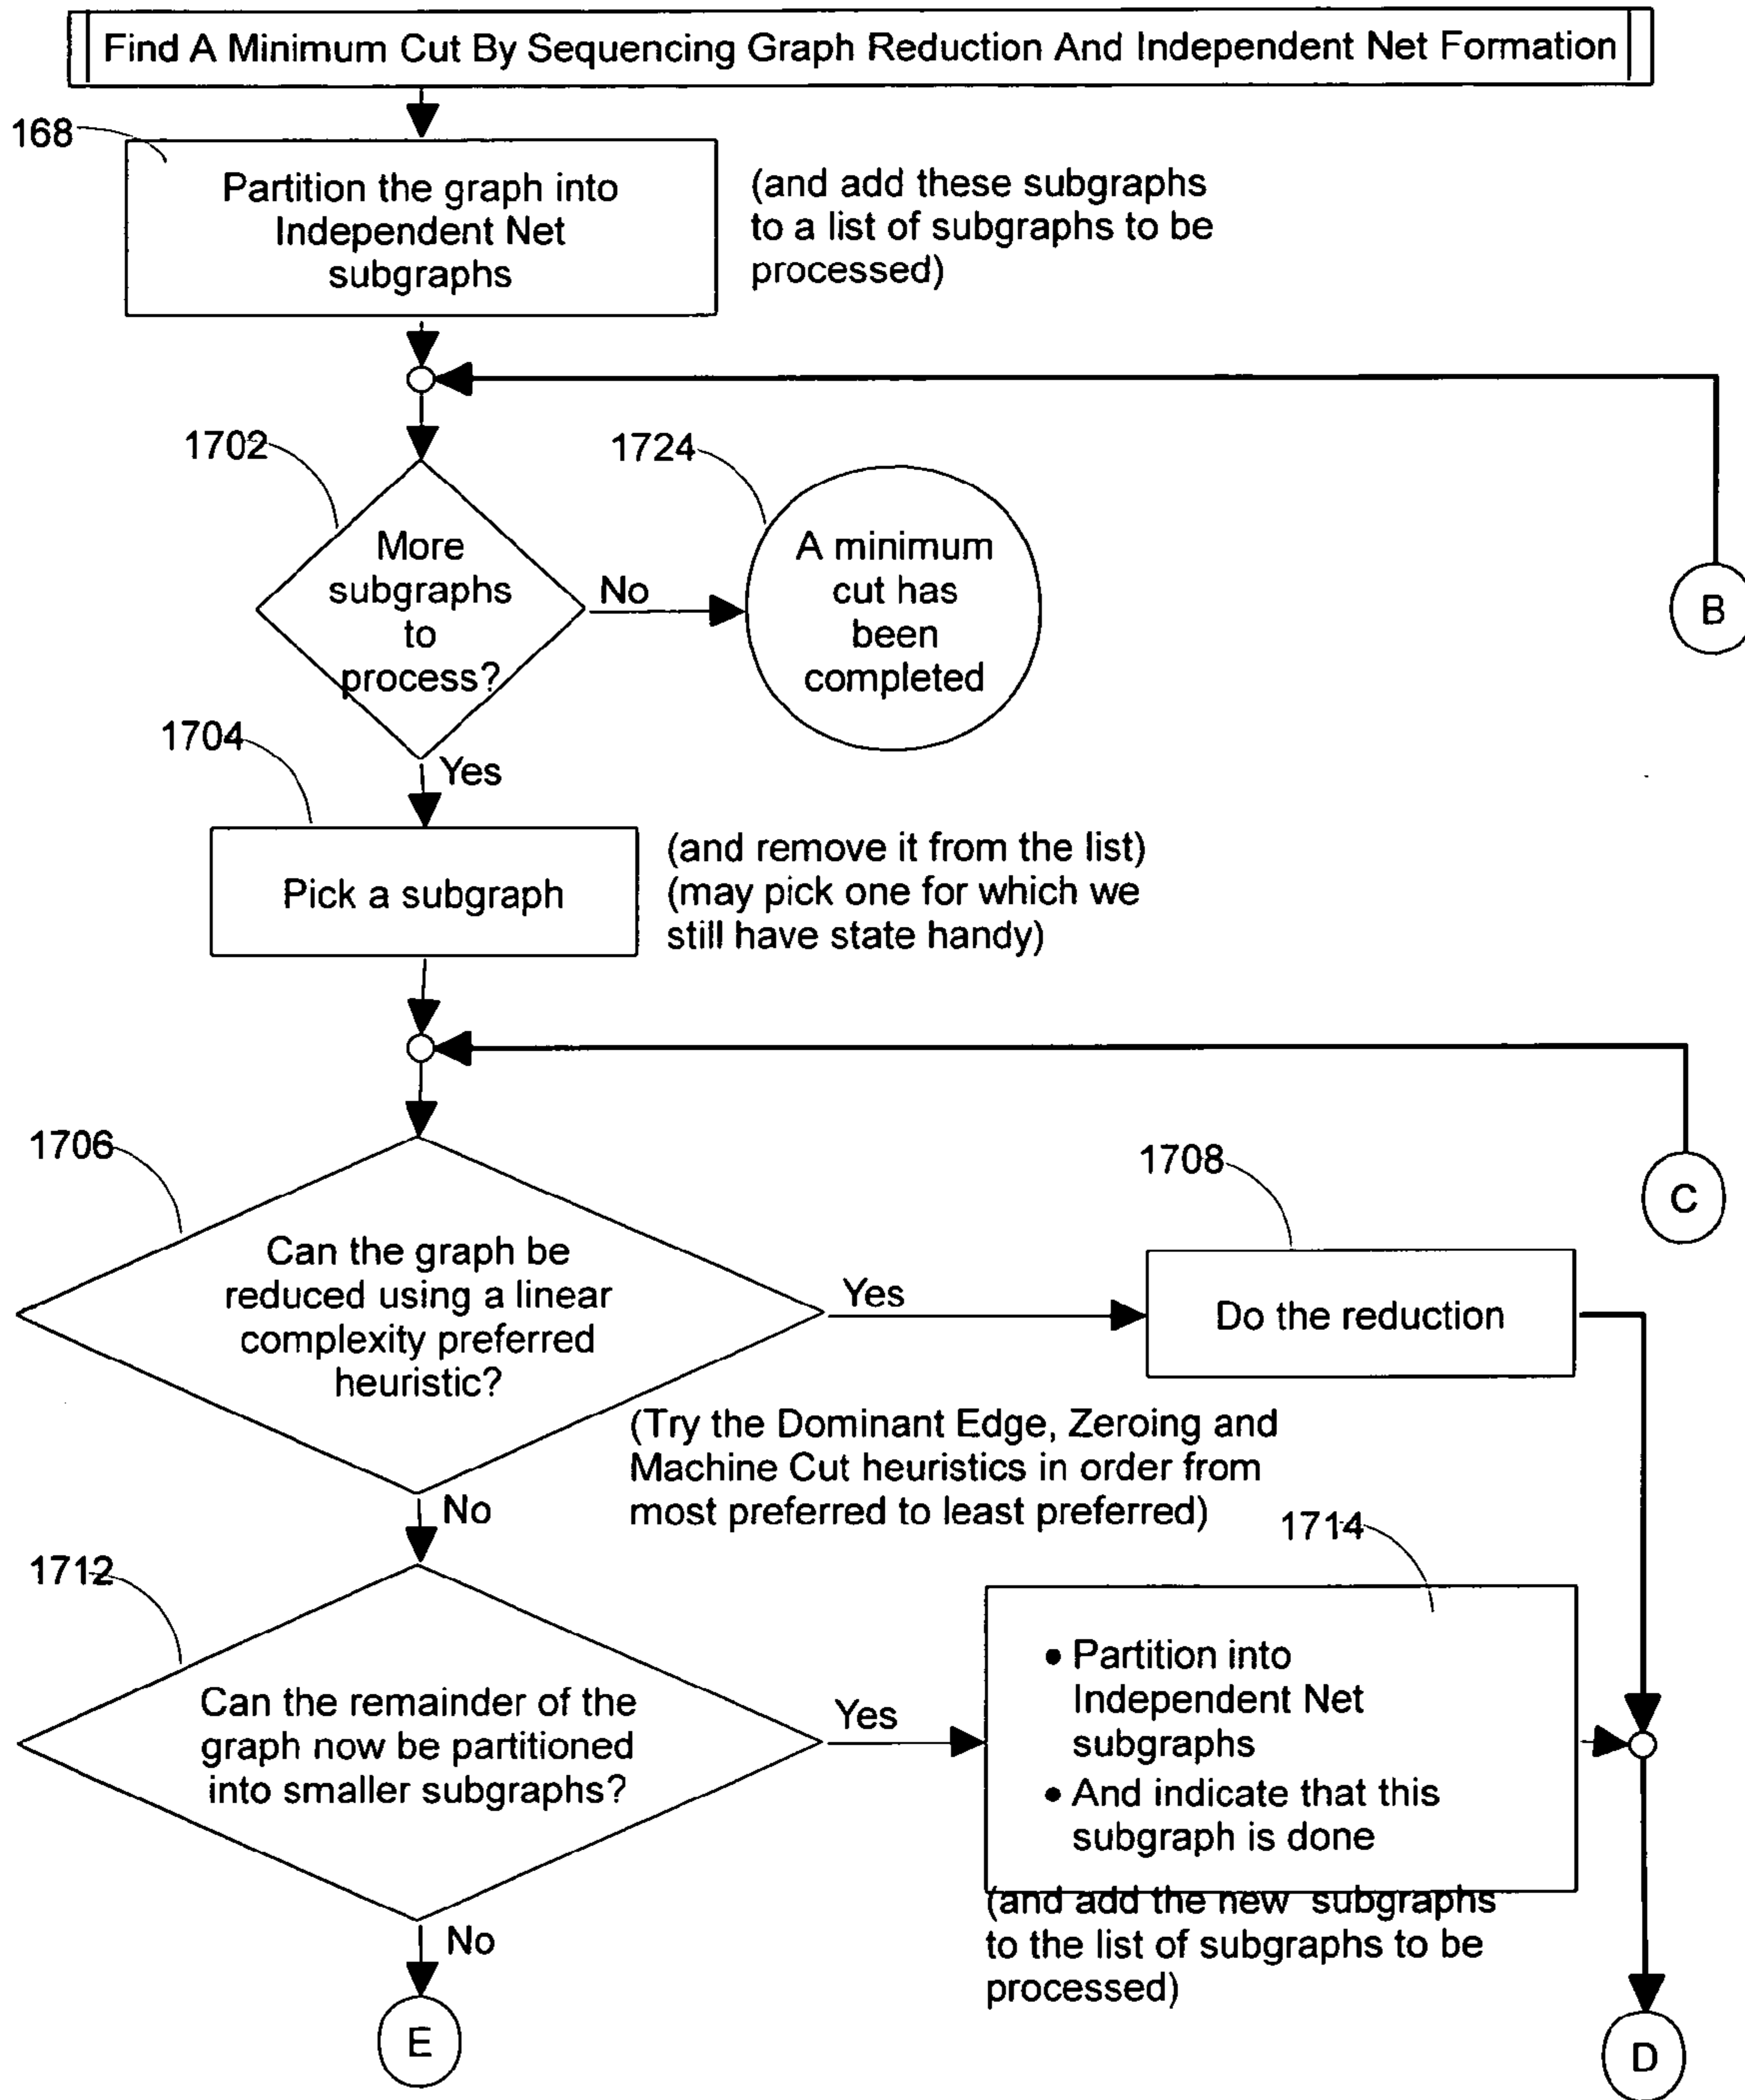 Find A Minimum Cut By Sequencing Graph Reduction And Independent Net Formation
168
Partition the graph into
Independent Net
subgraphs
(and add these subgraphs
to a list of subgraphs to be
processed)
1702
1724
More
subgraphs
to
process?
No
A minimum
cut has
been
completed
B
1704
Yes
Pick a subgraph
(and remove it from the list)
(may pick one for which we
still have state handy)
1706
1708
C
Can the graph be
reduced using a linear
complexity preferred
heuristic?
Yes
Do the reduction
(Try the Dominant Edge, Zeroing and
Machine Cut heuristics in order from
most preferred to least preferred)
No
1712
1714
Can the remainder of the
graph now be partitioned
into smaller subgraphs?
Yes
• Partition into
Independent Net
subgraphs
• And indicate that this
subgraph is done
(and add the new subgraphs
to the list of subgraphs to be
processed)
No
E
D